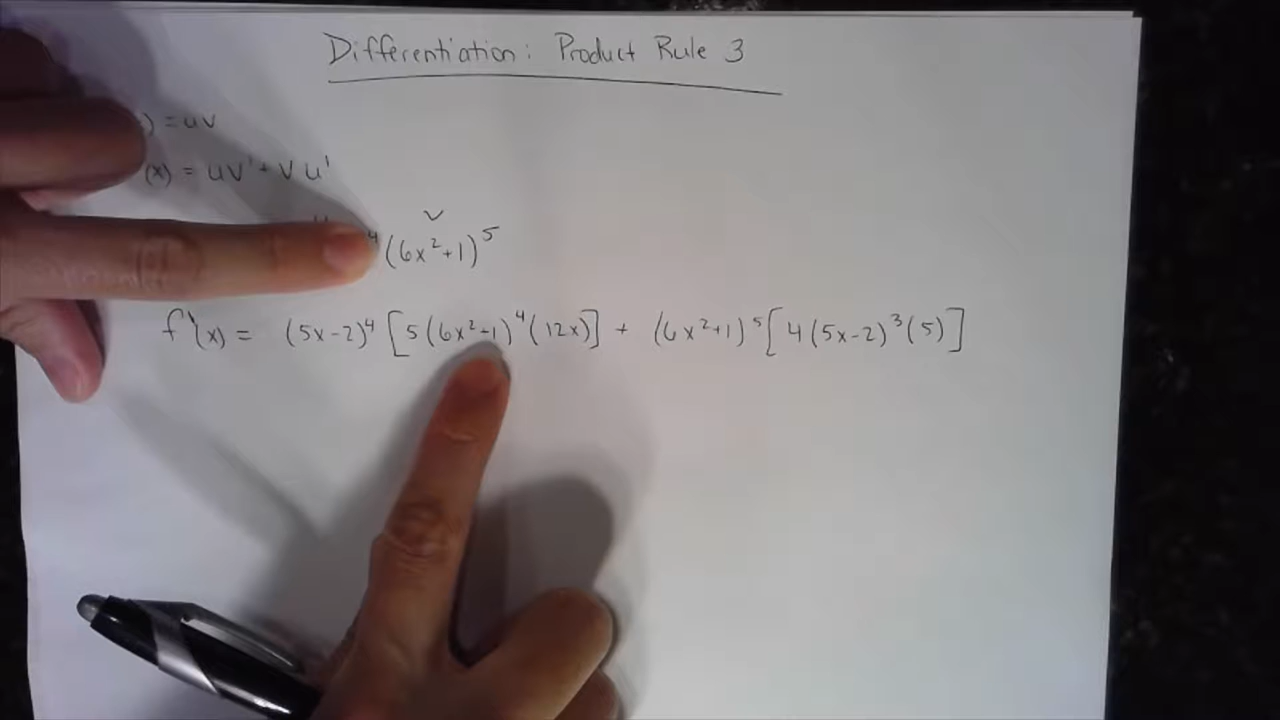 Differentiation: Product Rule 3
) = uv
(x) = uv' + vu'
v
⁴(6x²+1)⁵
f'(x) = (5x-2)⁴[5(6x²+1)⁴(12x)] + (6x²+1)⁵[4(5x-2)³(5)]